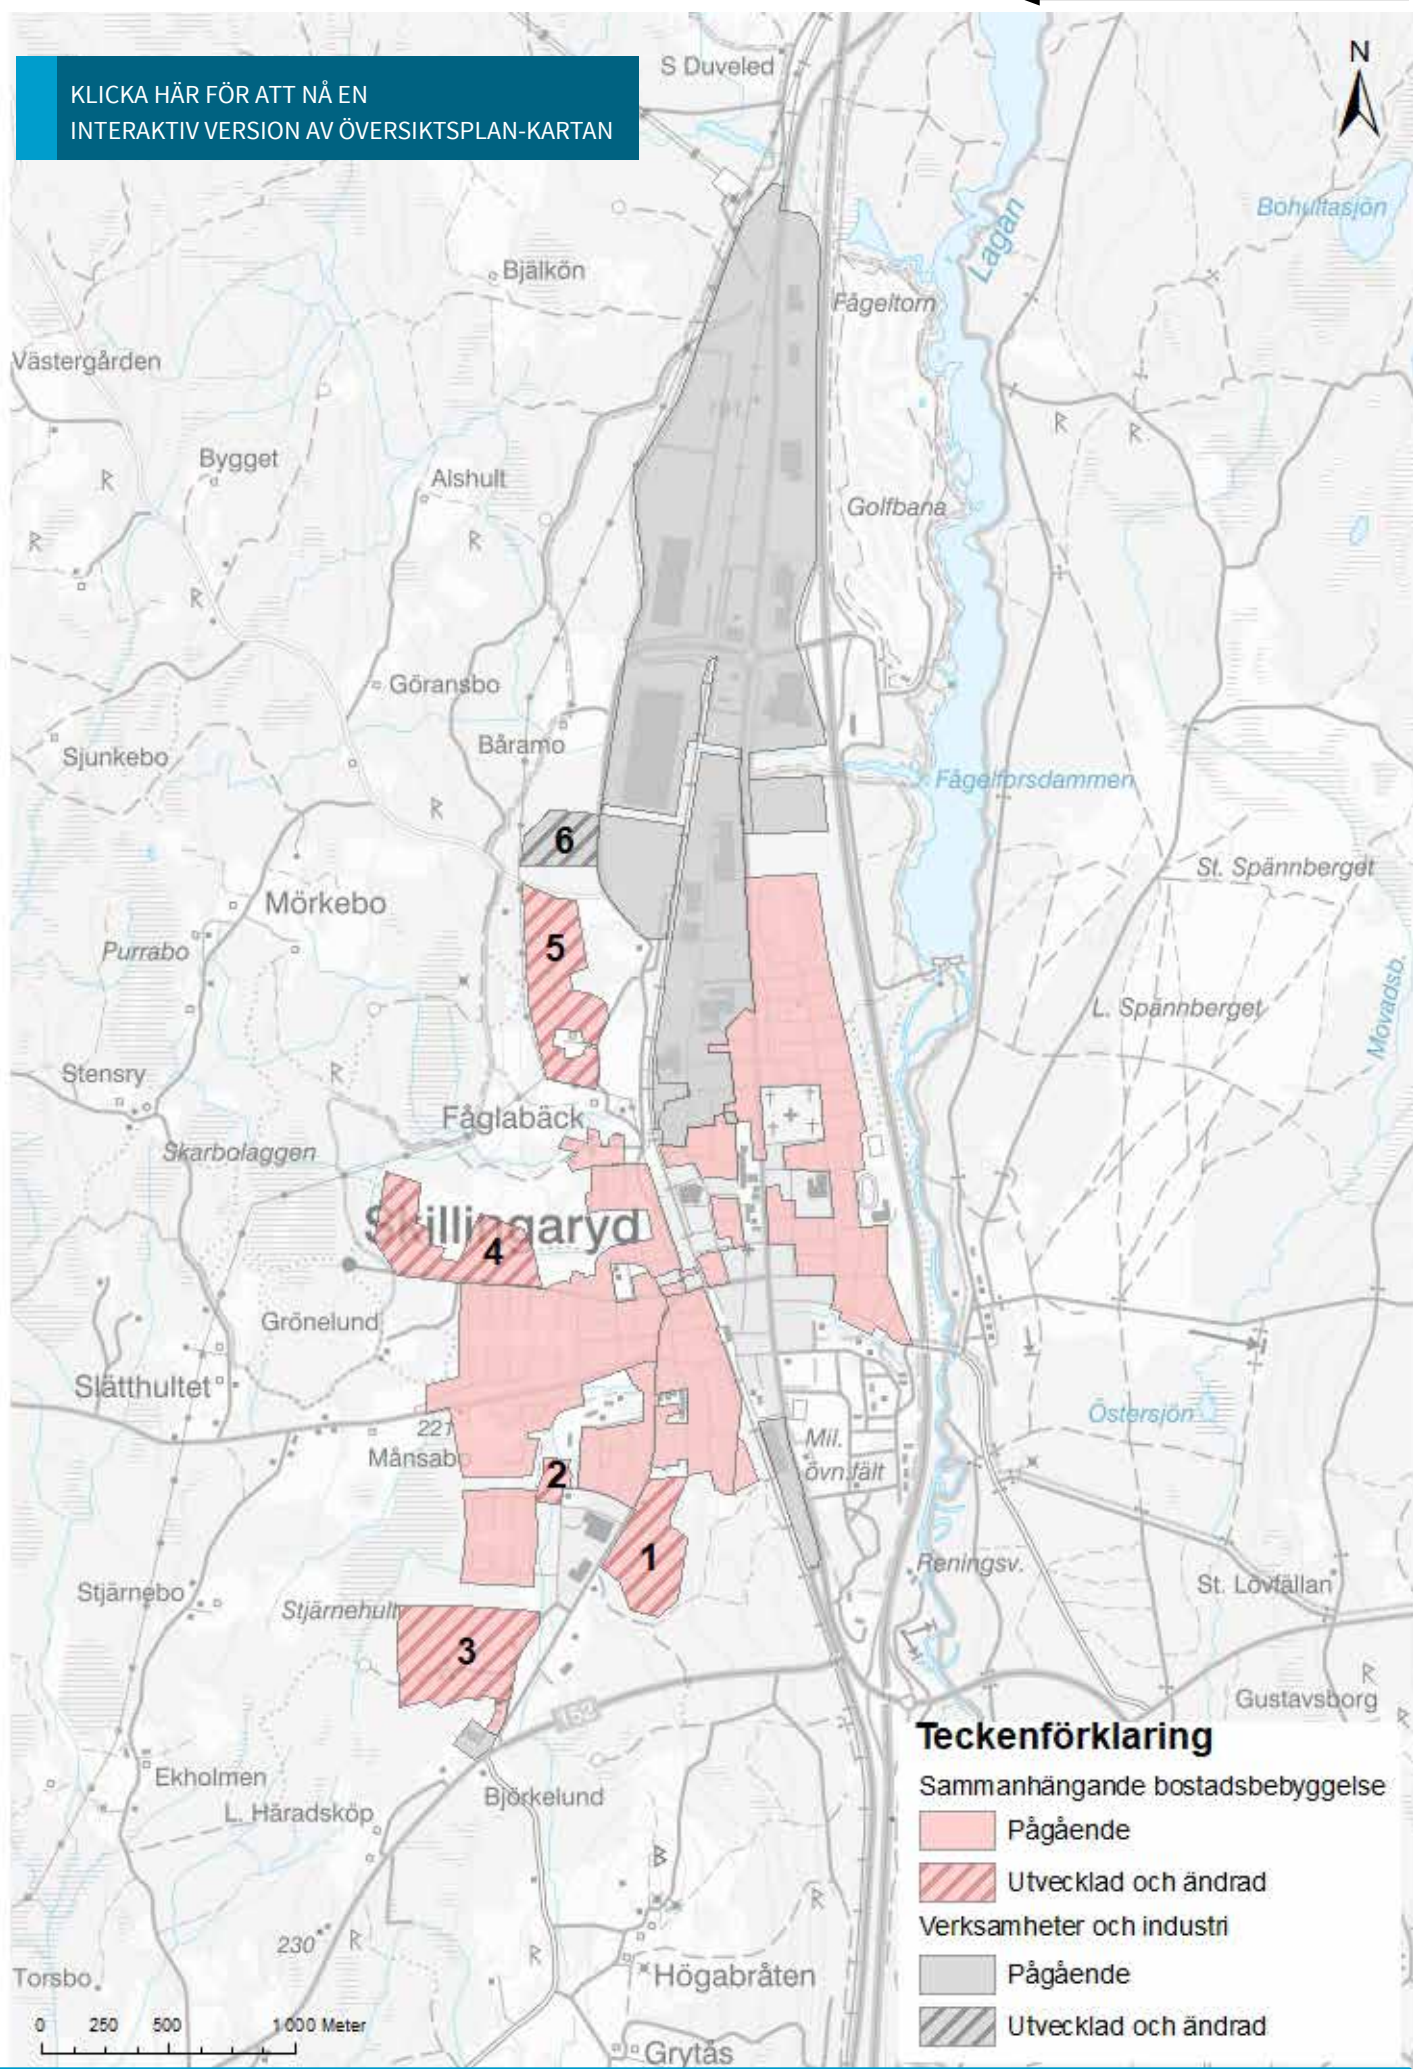 KLICKA HÄR FÖR ATT NÅ EN
INTERAKTIV VERSION AV ÖVERSIKTSPLAN-KARTAN
S Duveled
N
Bohultasjön
Lagan
Bjälkön
Fågeltorn
Västergården
Bygget
Alshult
Golfbana
Göransbo
Sjunkebo
Båramo
Fågelforsdammen
6
St. Spännberget
Mörkebo
Purrabo
5
Movadsb.
L. Spännberget
Stensry
Fåglabäck
Skarbolaggen
Skillingaryd
4
Grönelund
Slätthultet
Östersjön
221
Månsabo
Mil.
övn.fält
2
1
Reningsv.
St. Lövfällan
Stjärnebo
Stjärnehult
3
Gustavsborg
152
Ekholmen
L. Häradsköp
Björkelund
230
Torsbo
Högabråten
Grytås
0 250 500 1 000 Meter
Teckenförklaring
Sammanhängande bostadsbebyggelse
Pågående
Utvecklad och ändrad
Verksamheter och industri
Pågående
Utvecklad och ändrad